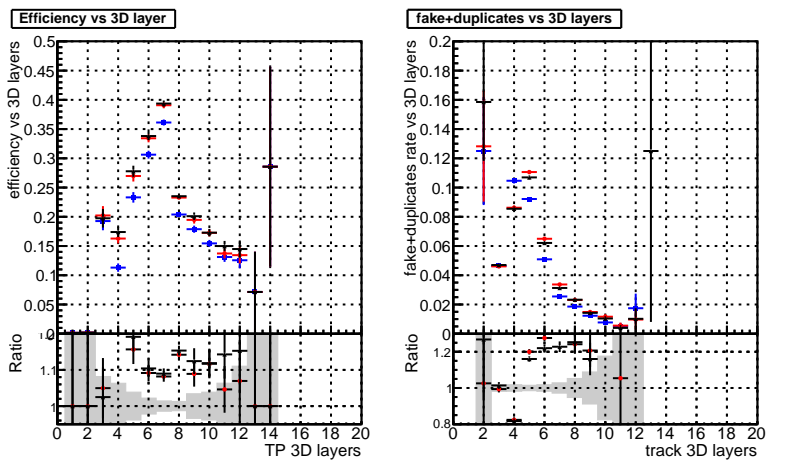 Efficiency vs 3D layer
efficiency vs 3D layers
0.5
0.45
0.4
0.35
0.3
0.25
0.2
0.15
0.1
0.05
0
Ratio
1.1
1
0 2 4 6 8 10 12 14 16 18 20
TP 3D layers
fake+duplicates vs 3D layers
fake+duplicates rate vs 3D layers
0.2
0.18
0.16
0.14
0.12
0.1
0.08
0.06
0.04
0.02
0
Ratio
1.2
1
0.8
0 2 4 6 8 10 12 14 16 18 20
track 3D layers